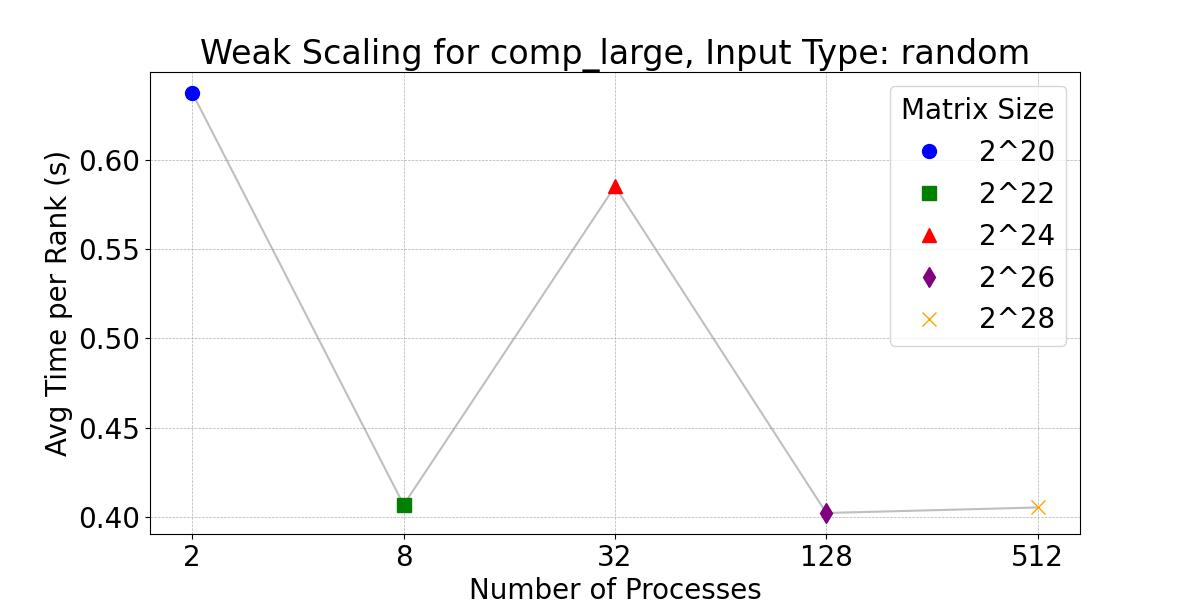 Weak Scaling for comp_large, Input Type: random
Avg Time per Rank (s)
0.60
0.55
0.50
0.45
0.40
Matrix Size
2^20
2^22
2^24
2^26
2^28
2 8 32 128 512
Number of Processes